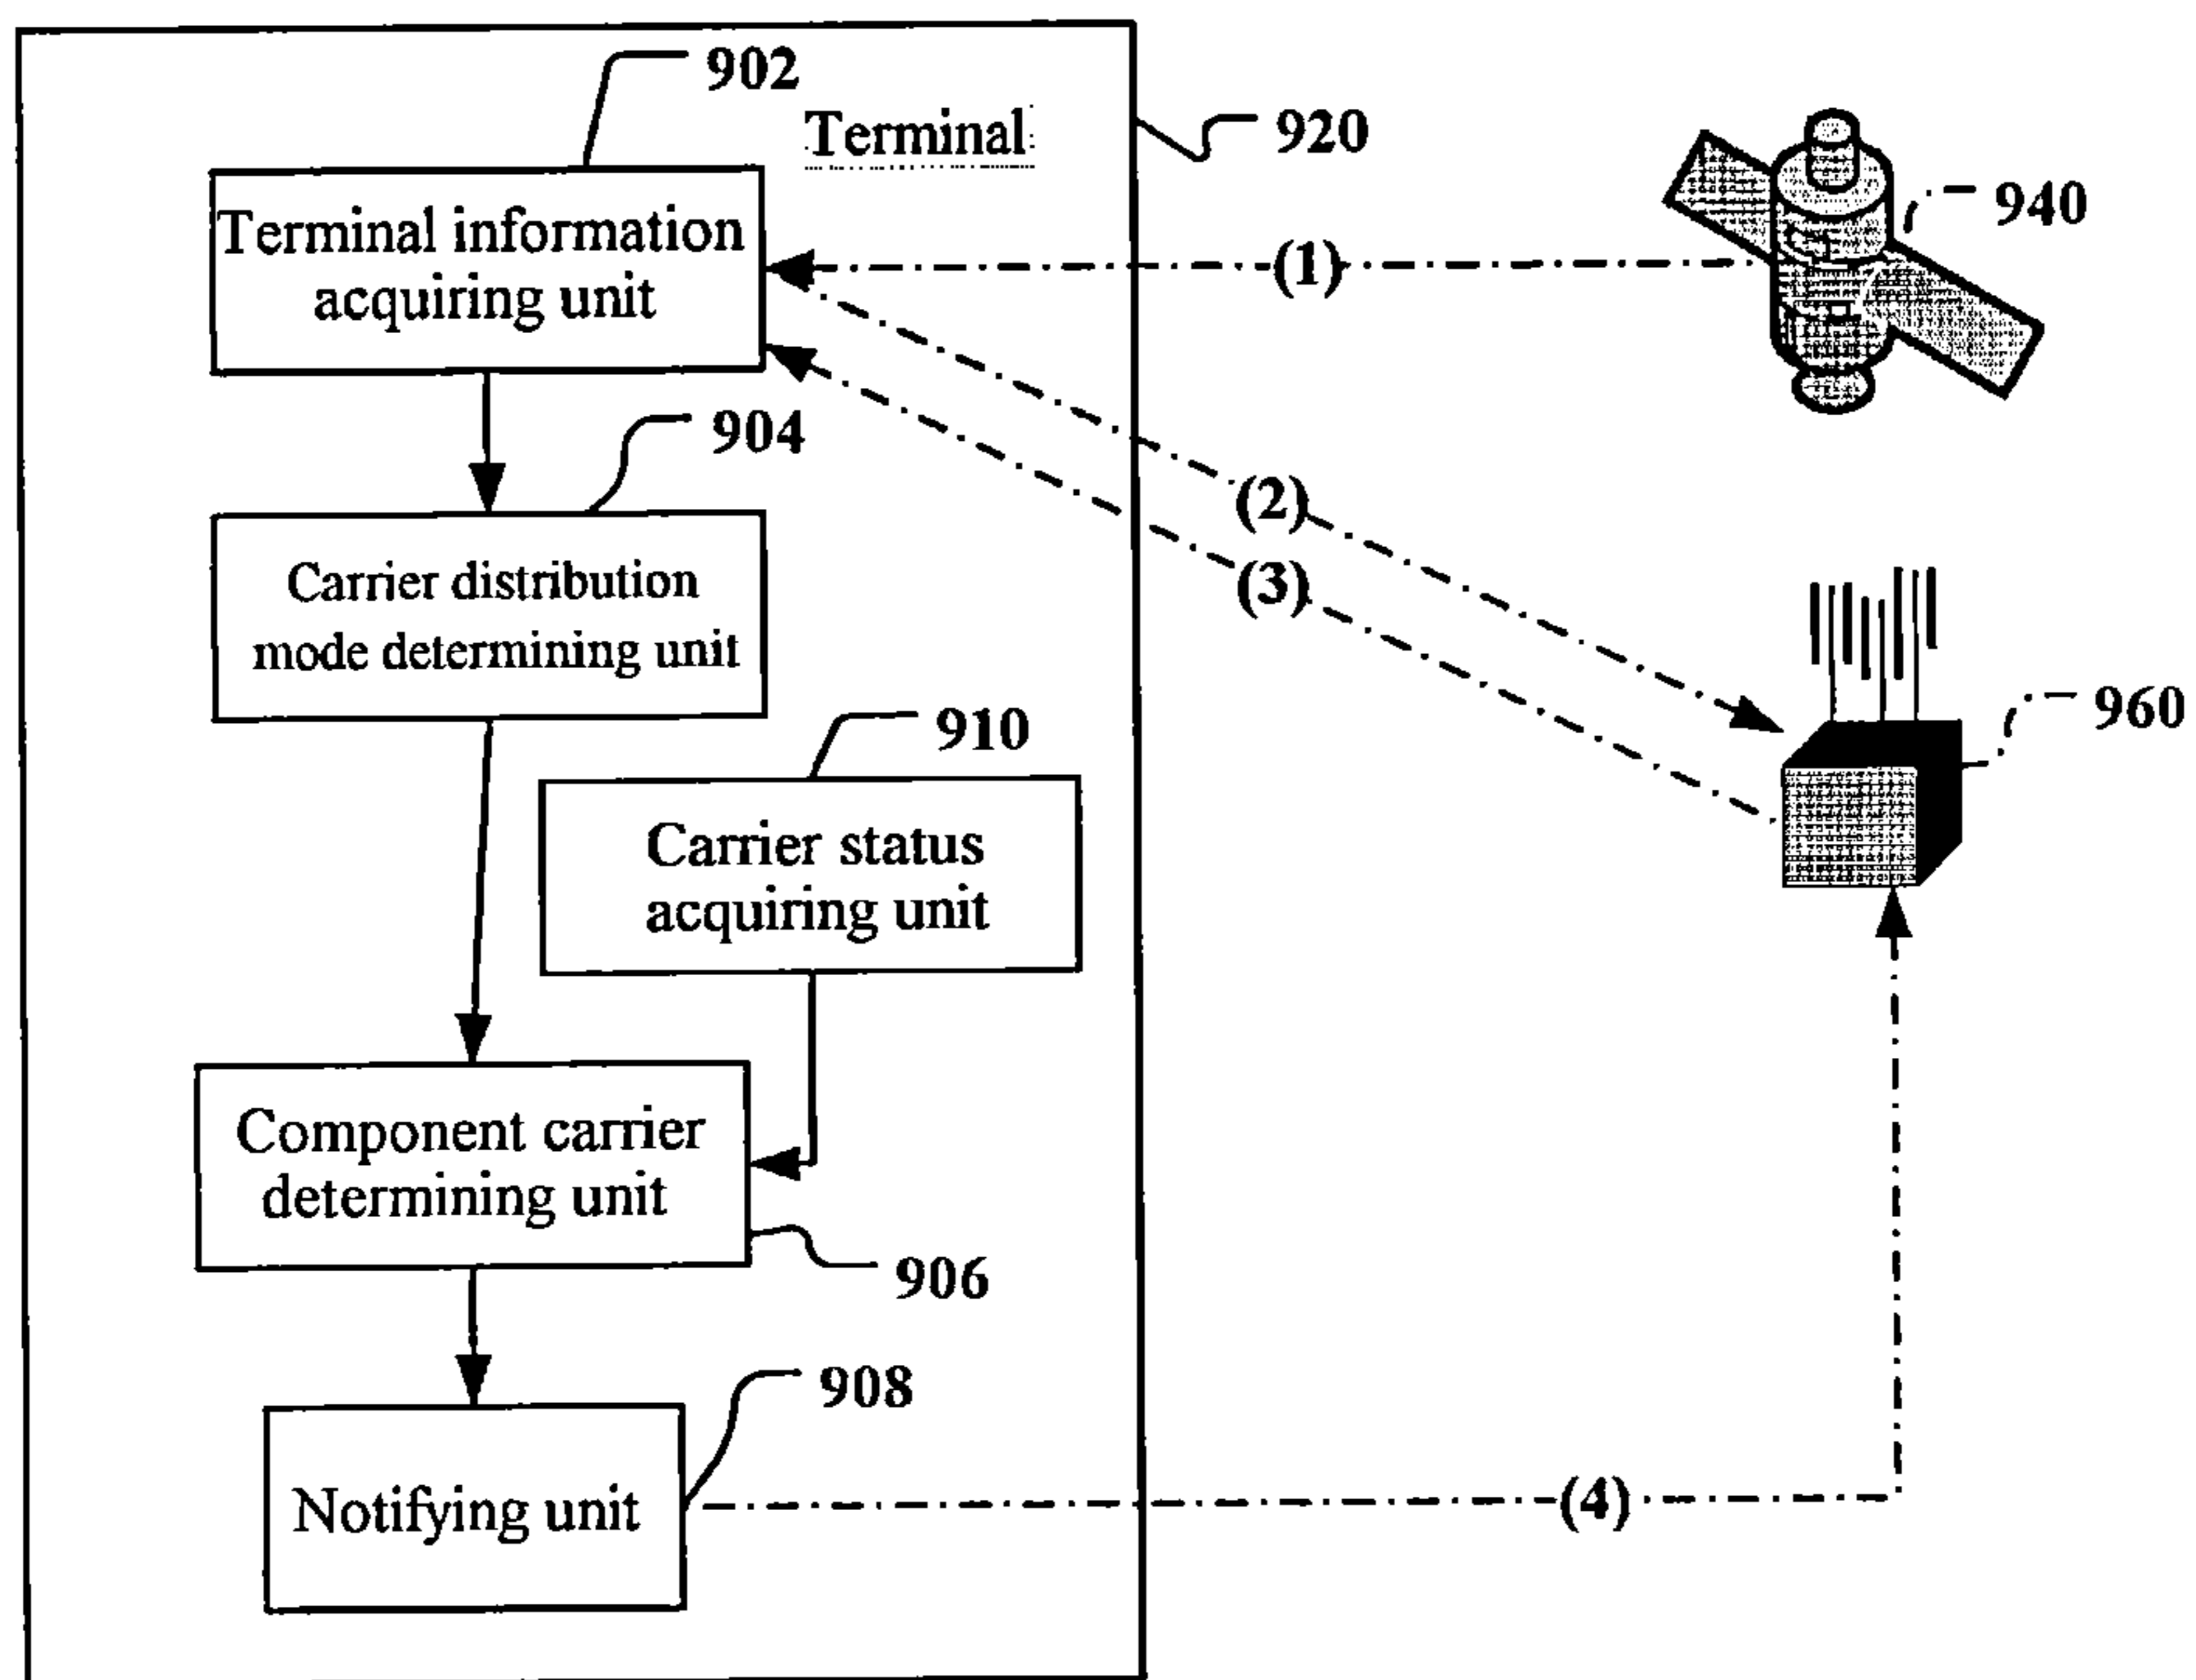 902
Terminal
920
Terminal information
acquiring unit
(1)
940
904
(2)
Carrier distribution
mode determining unit
(3)
910
960
Carrier status
acquiring unit
Component carrier
determining unit
906
908
Notifying unit
(4)